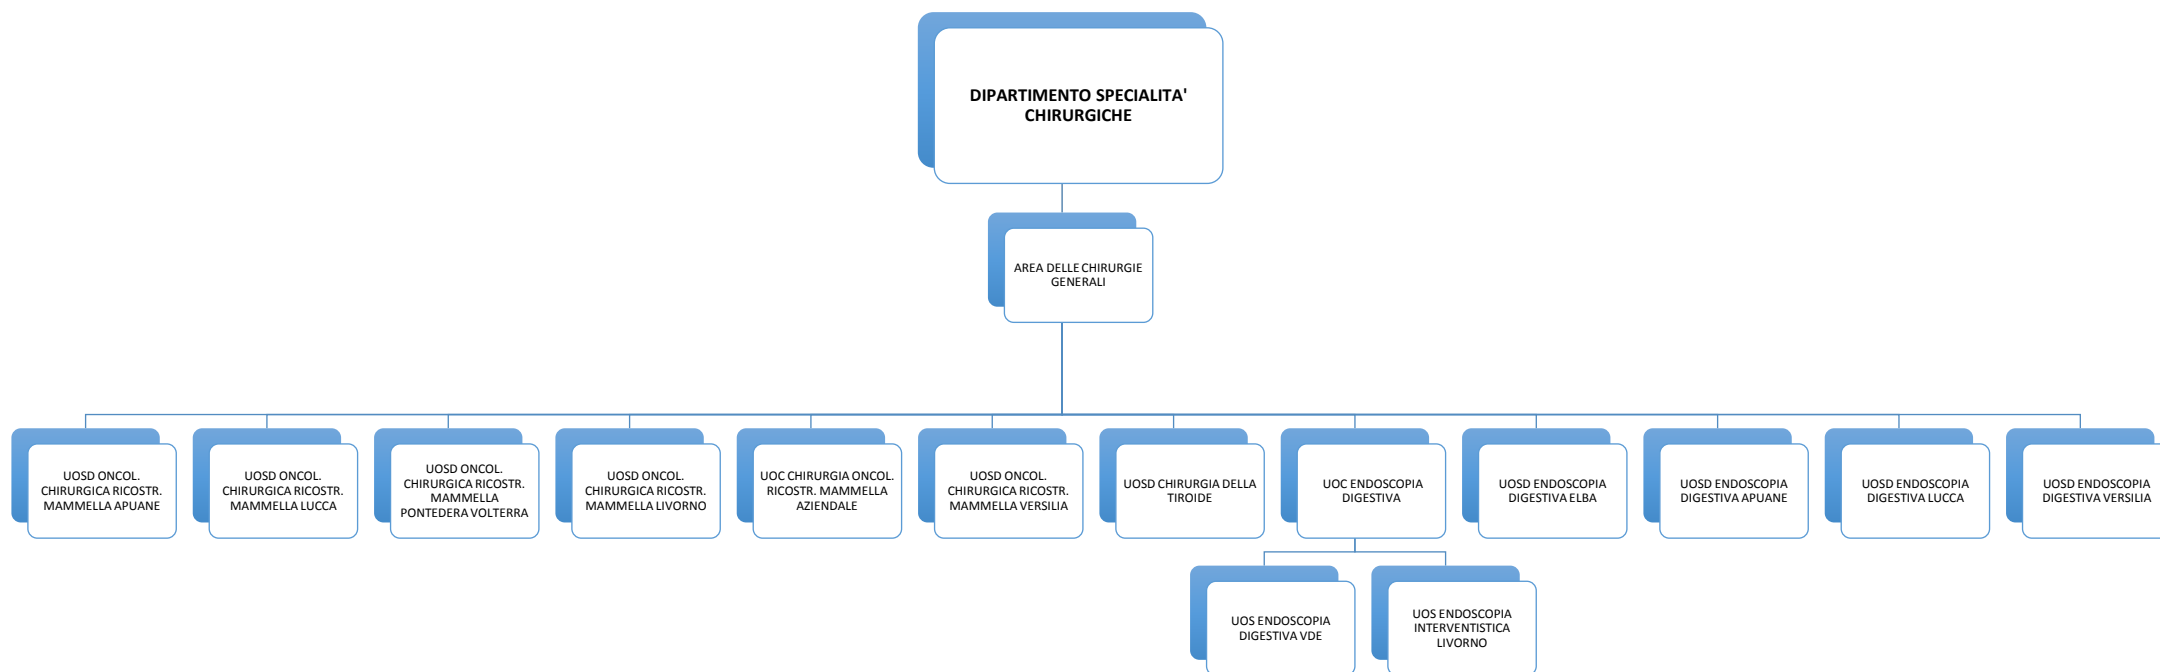 DIPARTIMENTO SPECIALITA'
CHIRURGICHE
AREA DELLE CHIRURGIE
GENERALI
UOSD ONCOL.
CHIRURGICA RICOSTR.
MAMMELLA APUANE
UOSD ONCOL.
CHIRURGICA RICOSTR.
MAMMELLA LUCCA
UOSD ONCOL.
CHIRURGICA RICOSTR.
MAMMELLA
PONTEDERA VOLTERRA
UOSD ONCOL.
CHIRURGICA RICOSTR.
MAMMELLA LIVORNO
UOC CHIRURGIA ONCOL.
RICOSTR. MAMMELLA
AZIENDALE
UOSD ONCOL.
CHIRURGICA RICOSTR.
MAMMELLA VERSILIA
UOSD CHIRURGIA DELLA
TIROIDE
UOC ENDOSCOPIA
DIGESTIVA
UOSD ENDOSCOPIA
DIGESTIVA ELBA
UOSD ENDOSCOPIA
DIGESTIVA APUANE
UOSD ENDOSCOPIA
DIGESTIVA LUCCA
UOSD ENDOSCOPIA
DIGESTIVA VERSILIA
UOS ENDOSCOPIA
DIGESTIVA VDE
UOS ENDOSCOPIA
INTERVENTISTICA
LIVORNO